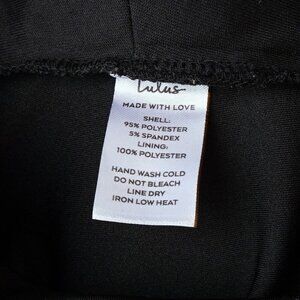 Lulus
MADE WITH LOVE
SHELL:
95% POLYESTER
5% SPANDEX
LINING:
100% POLYESTER
HAND WASH COLD
DO NOT BLEACH
LINE DRY
IRON LOW HEAT